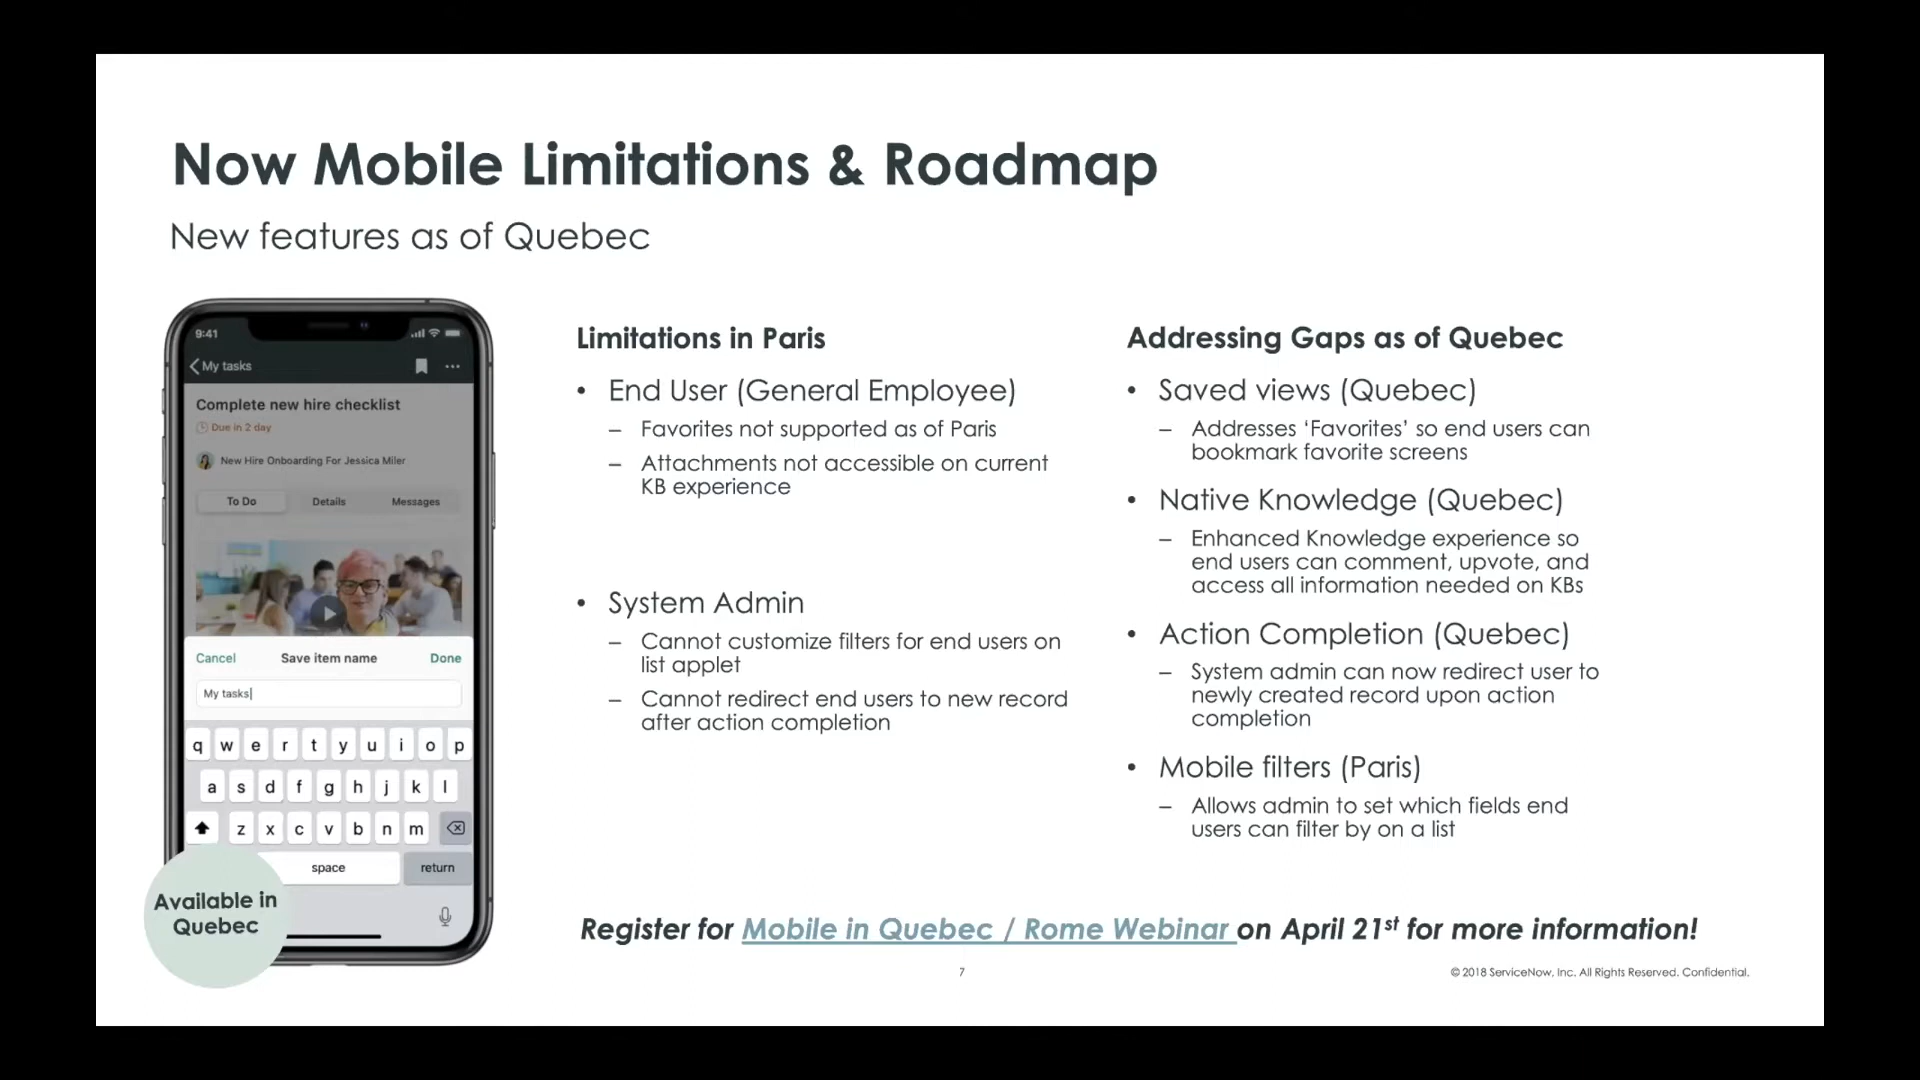 Now Mobile Limitations & Roadmap
New features as of Quebec
9:41
My tasks
Complete new hire checklist
Due in 2 day
New Hire Onboarding For Jessica Miler
To Do Details Messages
Cancel Save item name Done
My tasks
q w e r t y u i o p
a s d f g h j k l
z x c v b n m
space return
Available in
Quebec
Limitations in Paris
• End User (General Employee)
– Favorites not supported as of Paris
– Attachments not accessible on current
KB experience
• System Admin
– Cannot customize filters for end users on
list applet
– Cannot redirect end users to new record
after action completion
Addressing Gaps as of Quebec
• Saved views (Quebec)
– Addresses ‘Favorites’ so end users can
bookmark favorite screens
• Native Knowledge (Quebec)
– Enhanced Knowledge experience so
end users can comment, upvote, and
access all information needed on KBs
• Action Completion (Quebec)
– System admin can now redirect user to
newly created record upon action
completion
• Mobile filters (Paris)
– Allows admin to set which fields end
users can filter by on a list
Register for Mobile in Quebec / Rome Webinar on April 21st for more information!
7
© 2018 ServiceNow, Inc. All Rights Reserved. Confidential.